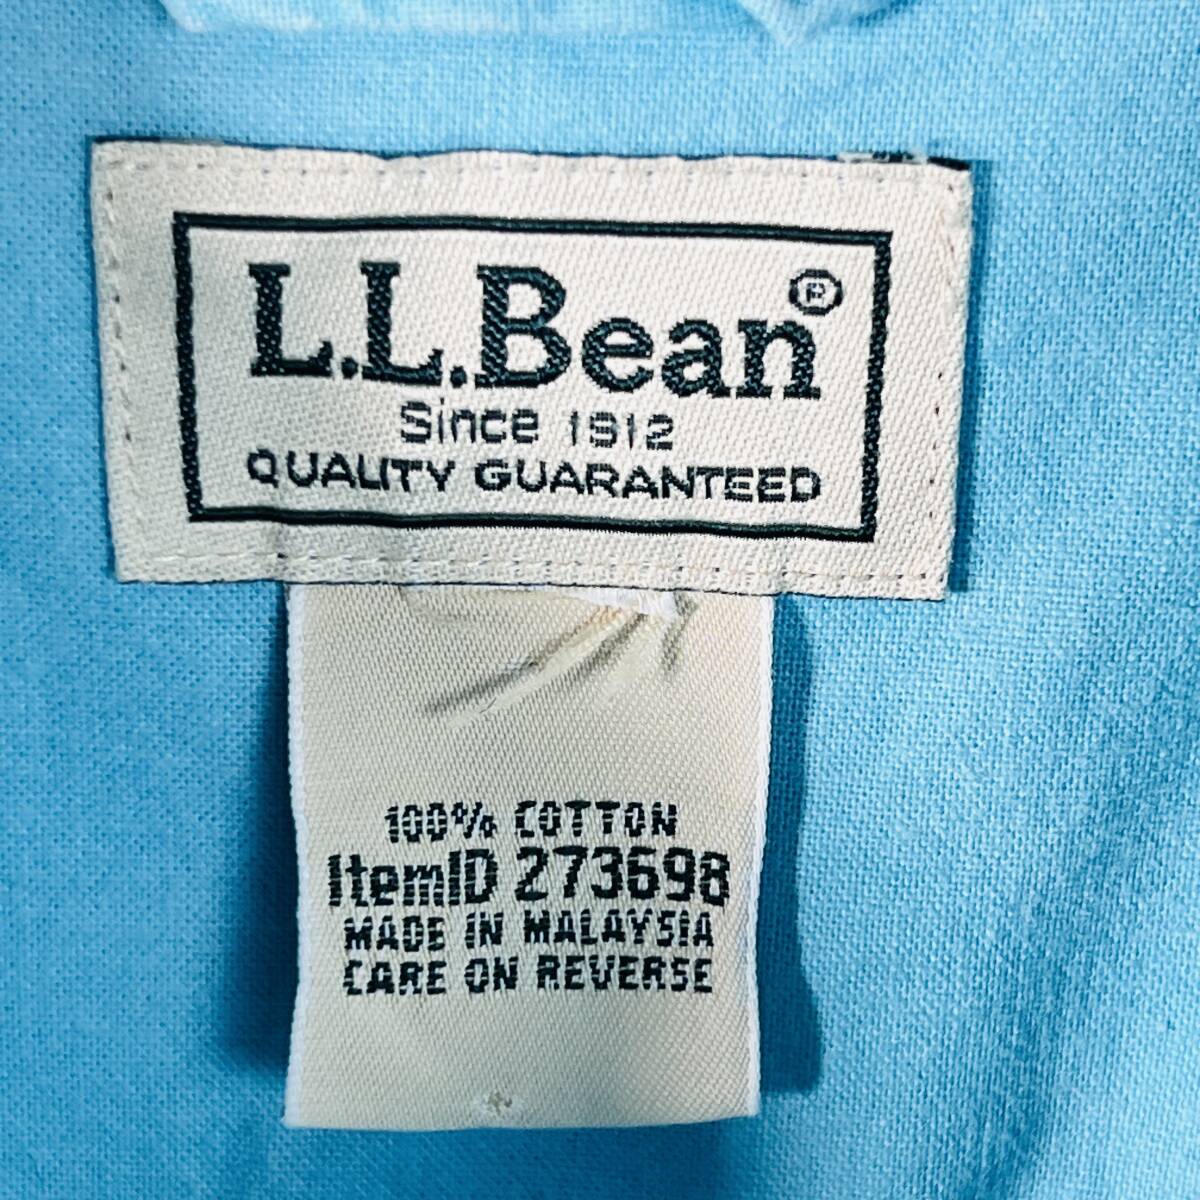 L.L.Bean®
Since 1912
QUALITY GUARANTEED
100% COTTON
ItemID 273698
MADE IN MALAYSIA
CARE ON REVERSE